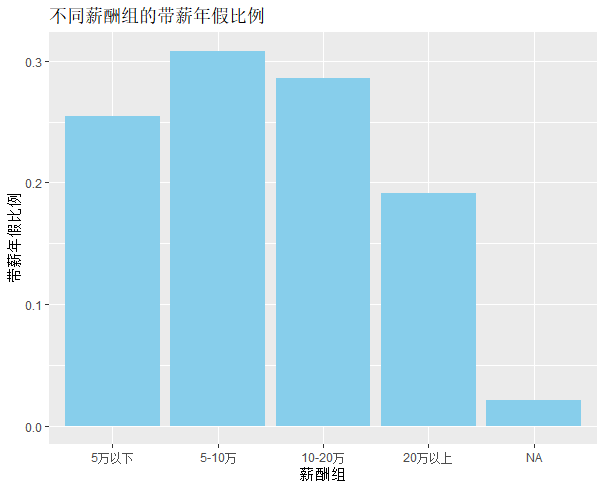 不同薪酬组的带薪年假比例
带薪年假比例
0.3
0.2
0.1
0.0
5万以下
5-10万
10-20万
20万以上
NA
薪酬组